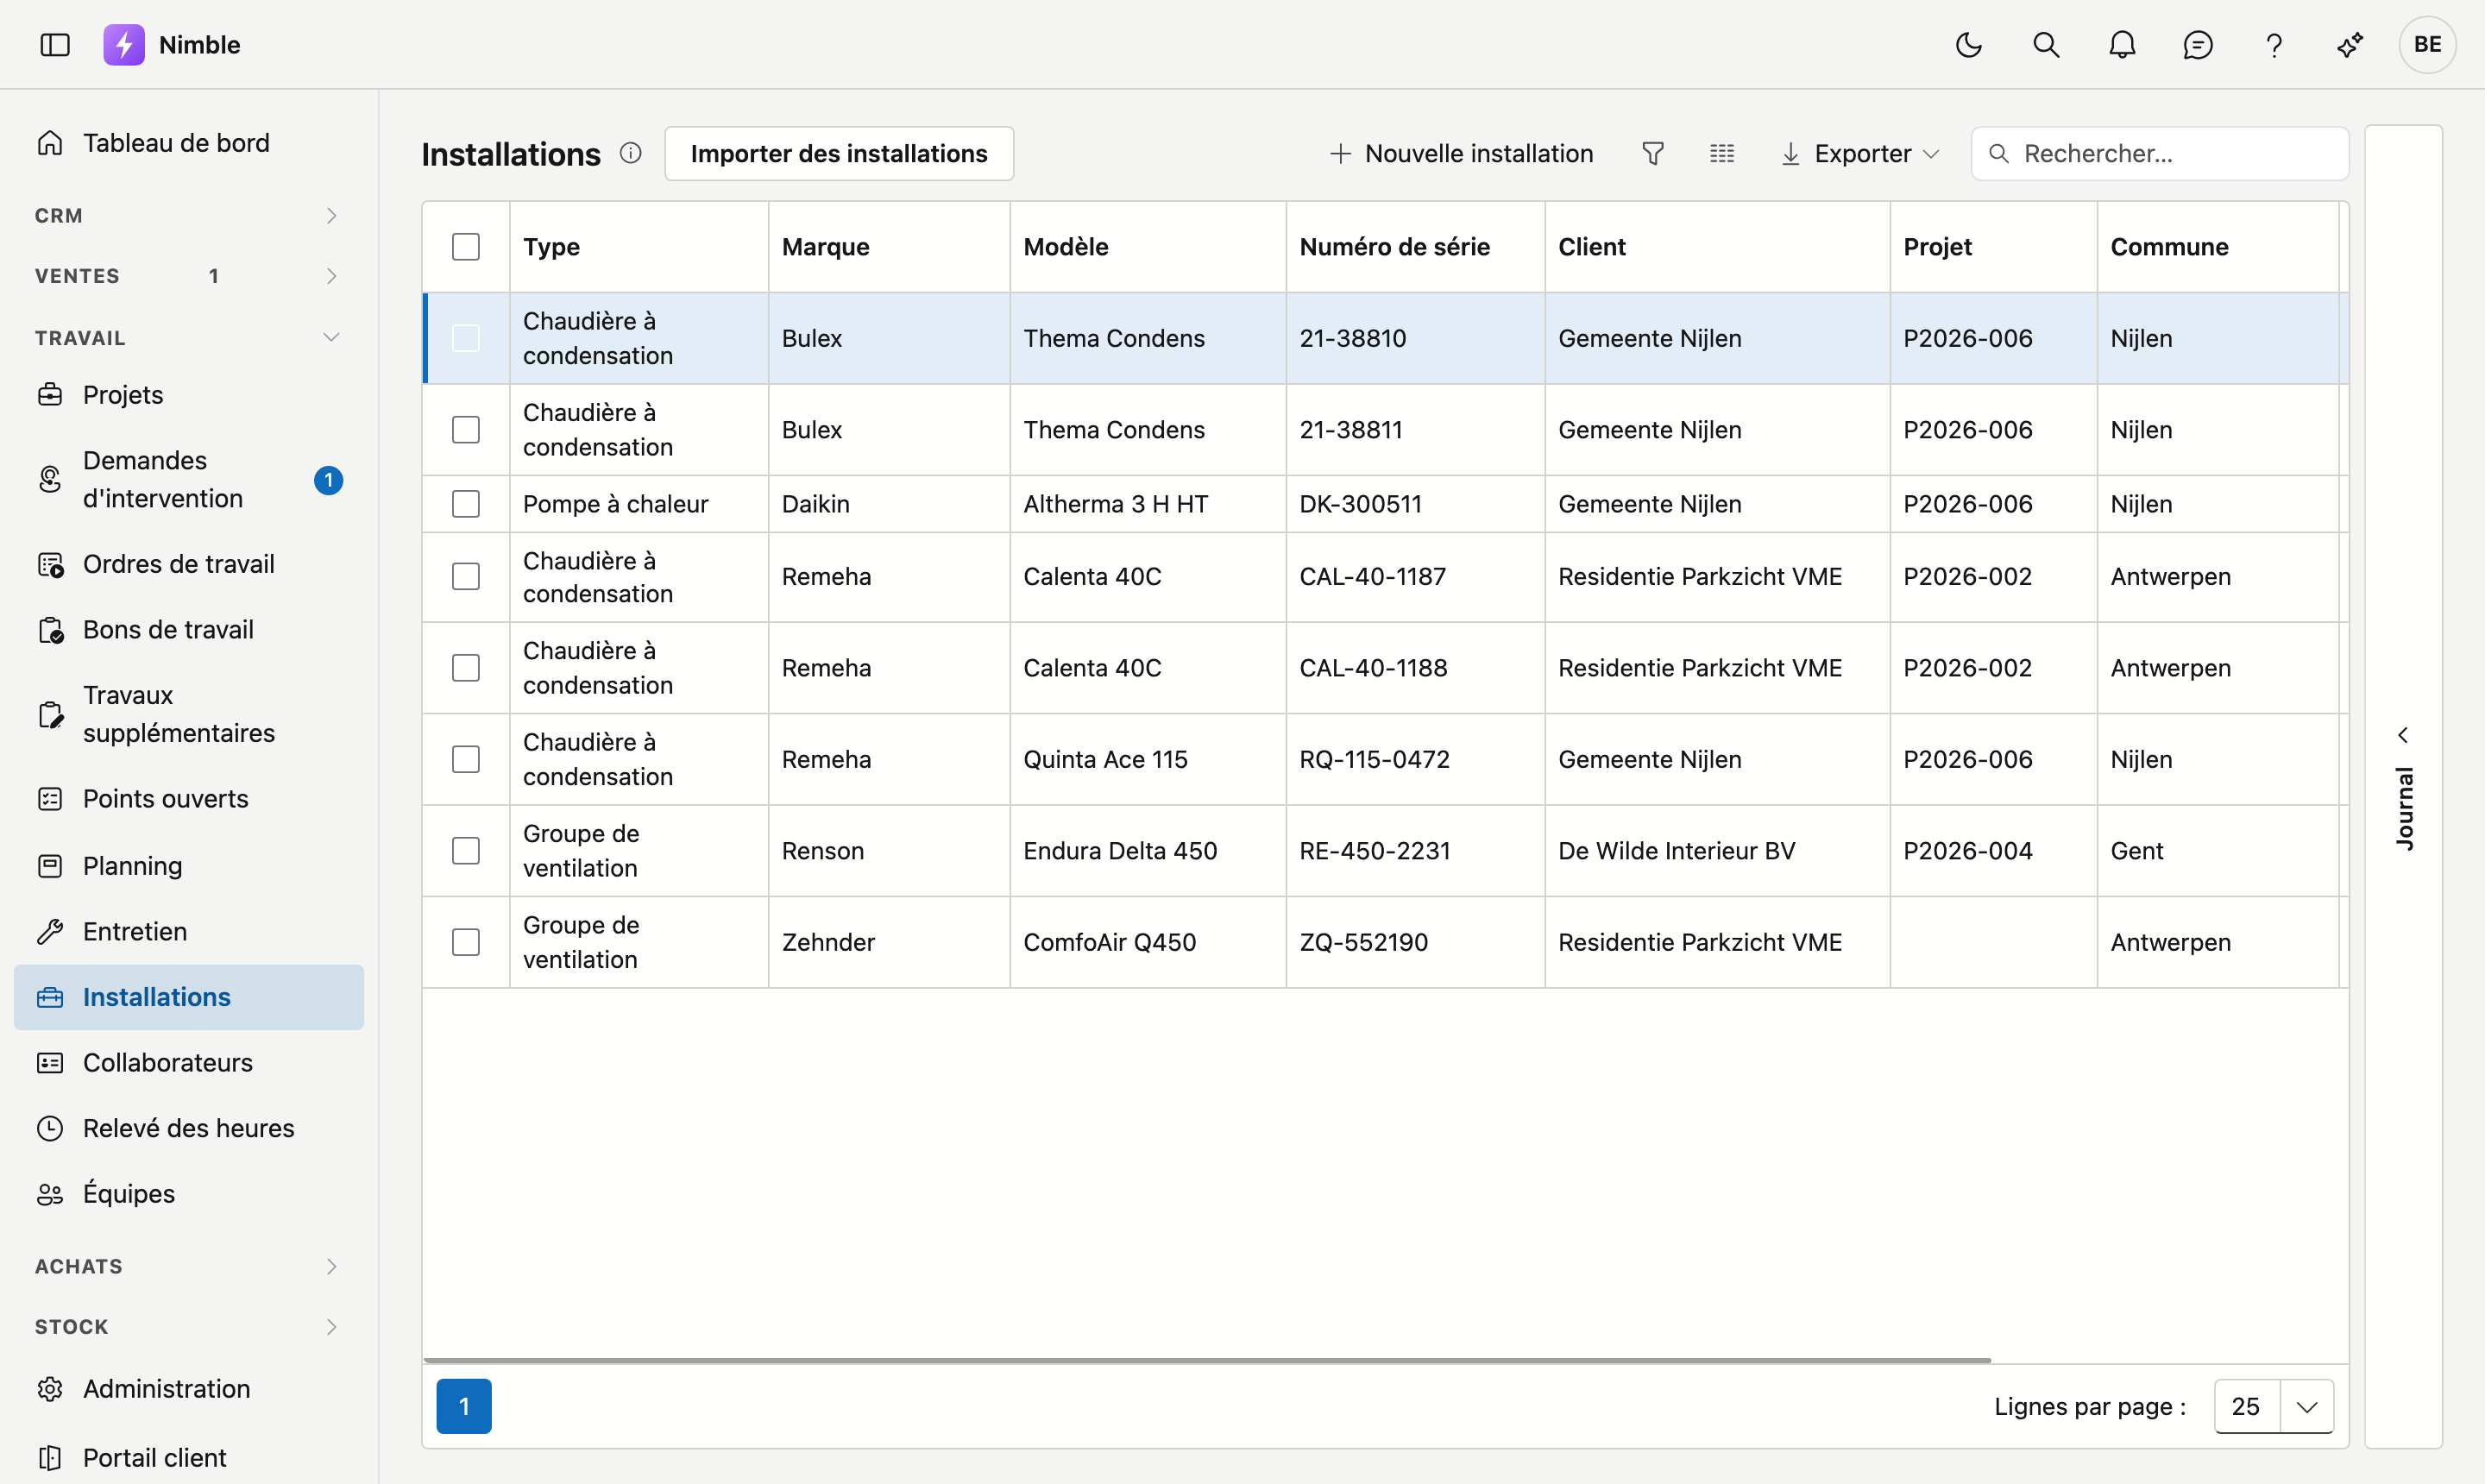 Nimble
BE
Tableau de bord
CRM
VENTES 1
TRAVAIL
Projets
Demandes
d'intervention
1
Ordres de travail
Bons de travail
Travaux
supplémentaires
Points ouverts
Planning
Entretien
Installations
Collaborateurs
Relevé des heures
Équipes
ACHATS
STOCK
Administration
Portail client
Installations
Importer des installations
Nouvelle installation
Exporter
Rechercher...
Type Marque Modèle Numéro de série Client Projet Commune
Chaudière à
condensation Bulex Thema Condens 21-38810 Gemeente Nijlen P2026-006 Nijlen
Chaudière à
condensation Bulex Thema Condens 21-38811 Gemeente Nijlen P2026-006 Nijlen
Pompe à chaleur Daikin Altherma 3 H HT DK-300511 Gemeente Nijlen P2026-006 Nijlen
Chaudière à
condensation Remeha Calenta 40C CAL-40-1187 Residentie Parkzicht VME P2026-002 Antwerpen
Chaudière à
condensation Remeha Calenta 40C CAL-40-1188 Residentie Parkzicht VME P2026-002 Antwerpen
Chaudière à
condensation Remeha Quinta Ace 115 RQ-115-0472 Gemeente Nijlen P2026-006 Nijlen
Groupe de
ventilation Renson Endura Delta 450 RE-450-2231 De Wilde Interieur BV P2026-004 Gent
Groupe de
ventilation Zehnder ComfoAir Q450 ZQ-552190 Residentie Parkzicht VME Antwerpen
1
Lignes par page : 25
Journal